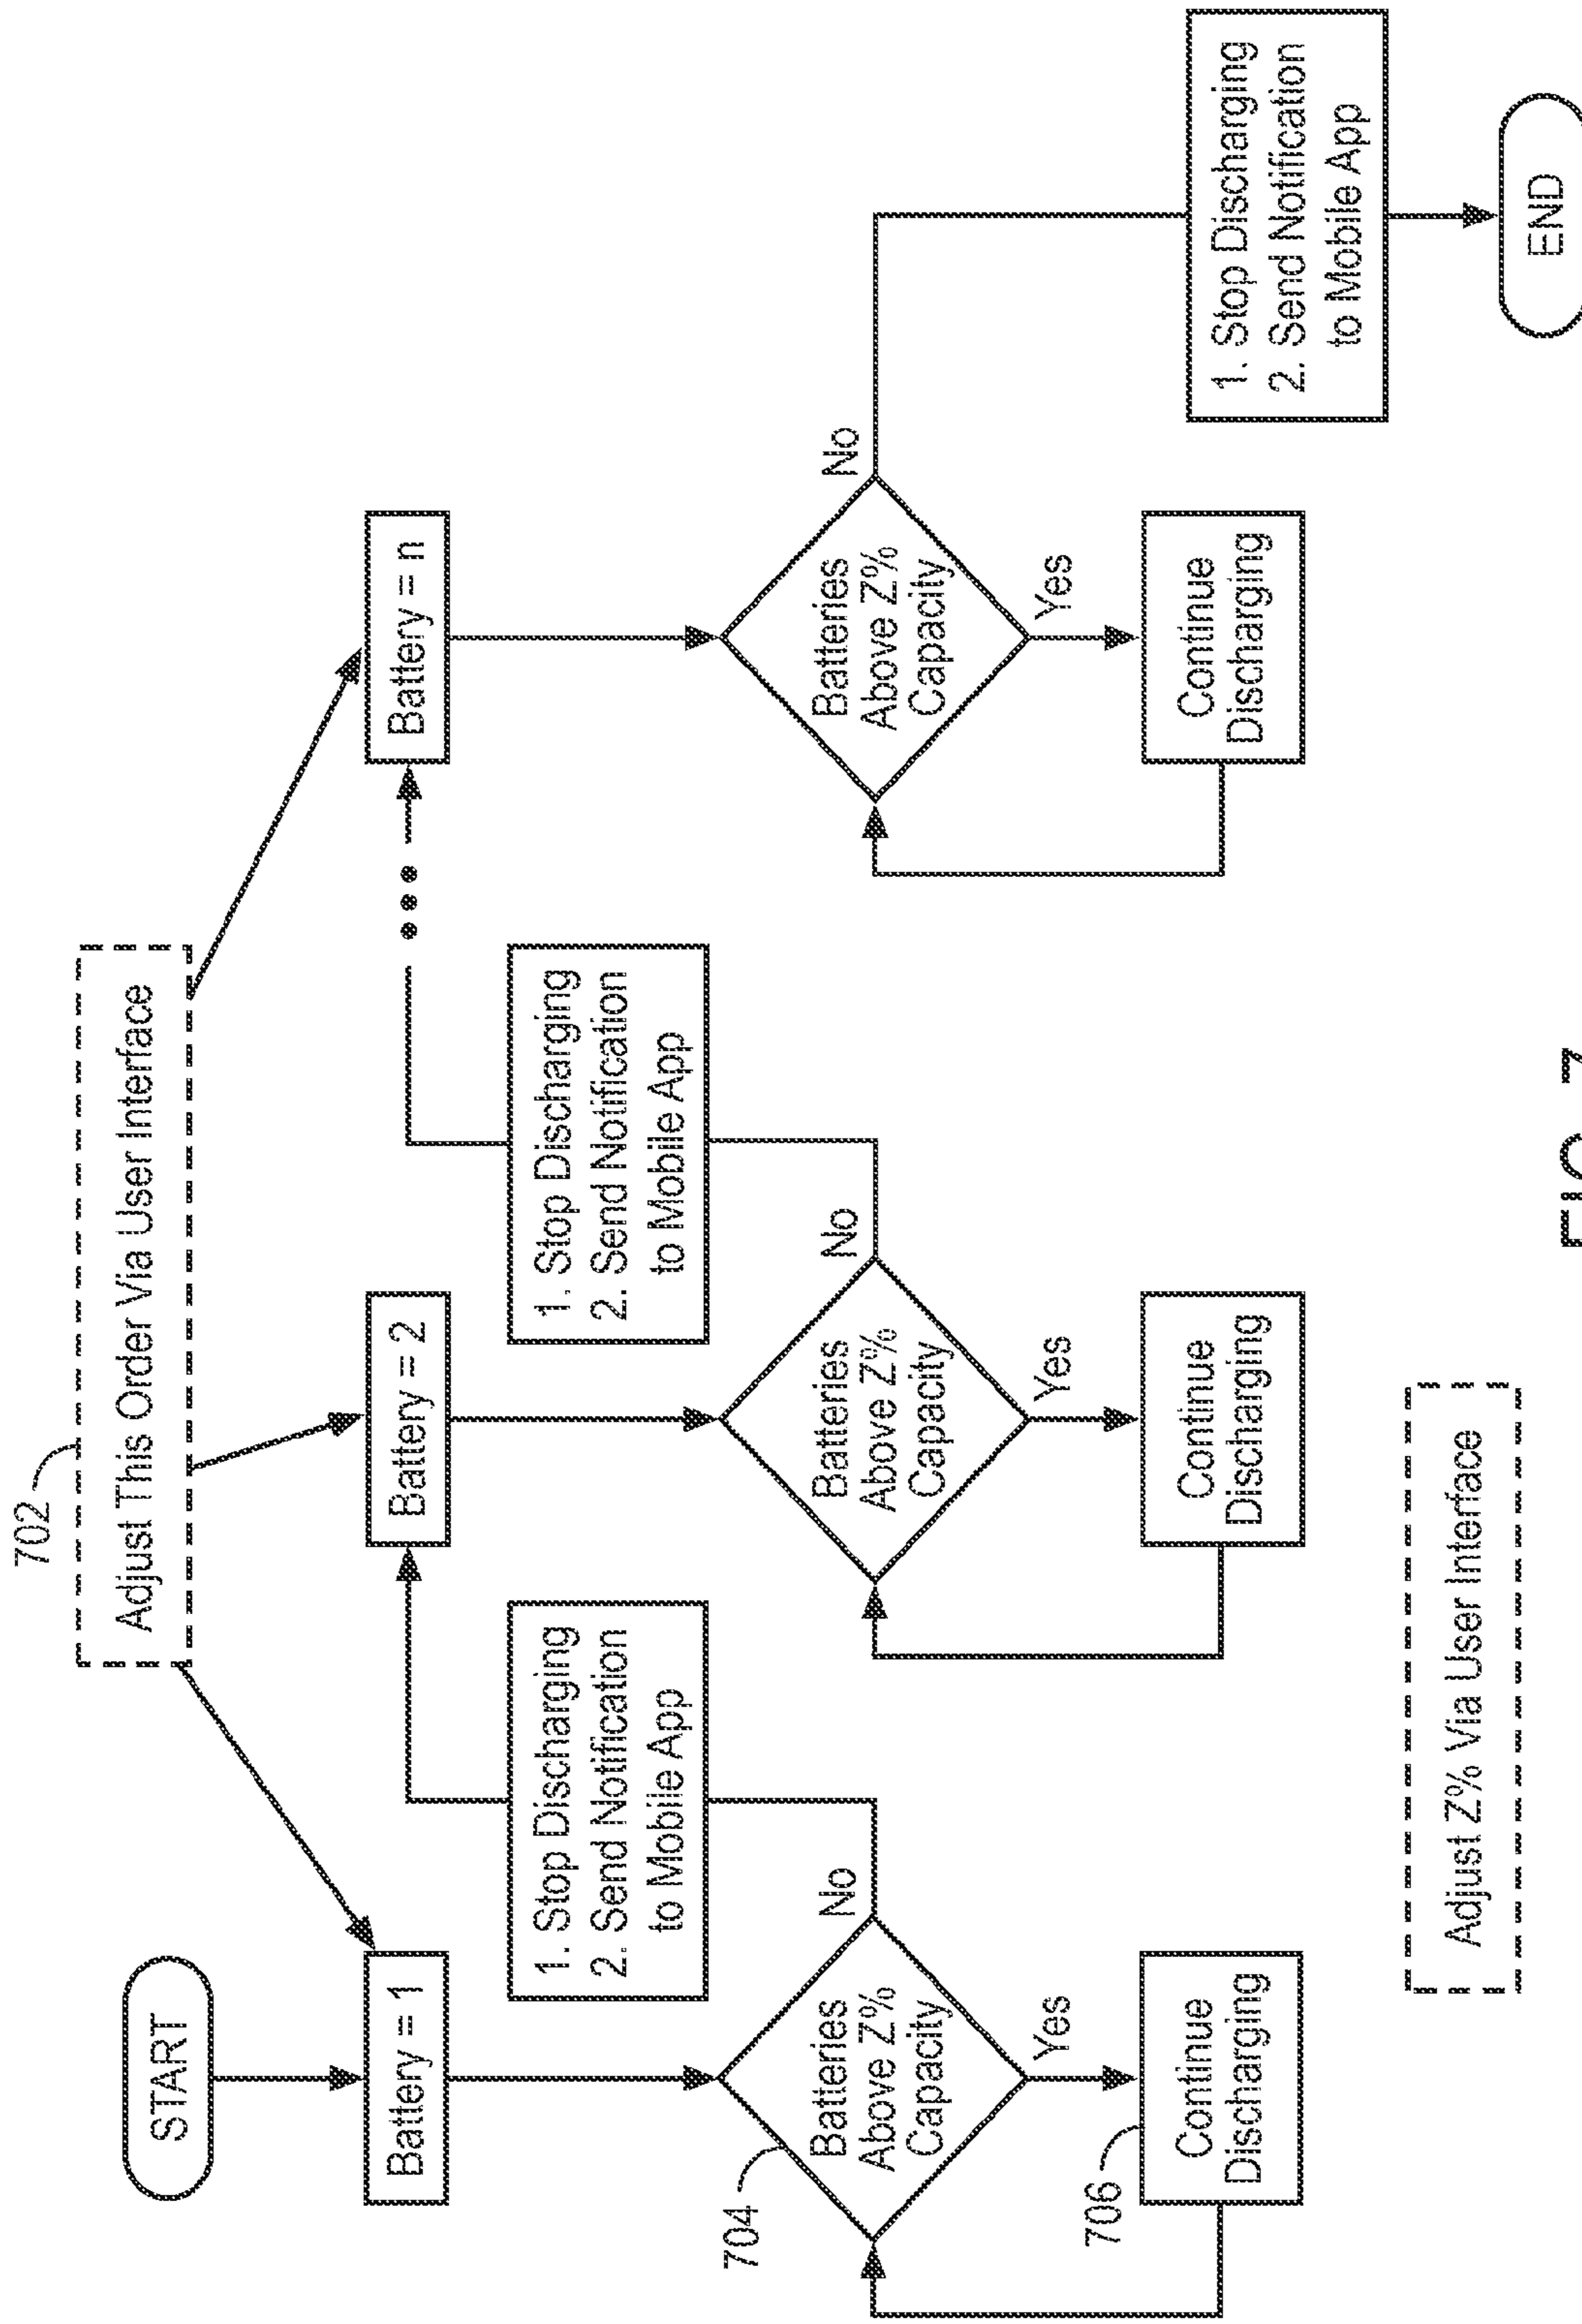 702
Adjust This Order Via User Interface
START
Battery = 1
Battery = 2
Battery = n
1. Stop Discharging
2. Send Notification
to Mobile App
1. Stop Discharging
2. Send Notification
to Mobile App
704
Batteries
Above Z%
Capacity
No
Yes
Batteries
Above Z%
Capacity
No
Yes
Batteries
Above Z%
Capacity
No
Yes
706
Continue
Discharging
Continue
Discharging
Continue
Discharging
1. Stop Discharging
2. Send Notification
to Mobile App
Adjust Z% Via User Interface
END